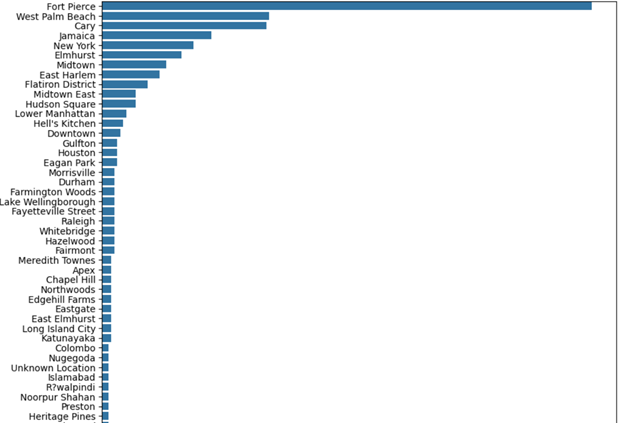 Fort Pierce
West Palm Beach
Cary
Jamaica
New York
Elmhurst
Midtown
East Harlem
Flatiron District
Midtown East
Hudson Square
Lower Manhattan
Hell's Kitchen
Downtown
Gulfton
Houston
Eagan Park
Morrisville
Durham
Farmington Woods
Lake Wellingborough
Fayetteville Street
Raleigh
Whitebridge
Hazelwood
Fairmont
Meredith Townes
Apex
Chapel Hill
Northwoods
Edgehill Farms
Eastgate
East Elmhurst
Long Island City
Katunayaka
Colombo
Nugegoda
Unknown Location
Islamabad
R?walpindi
Noorpur Shahan
Preston
Heritage Pines